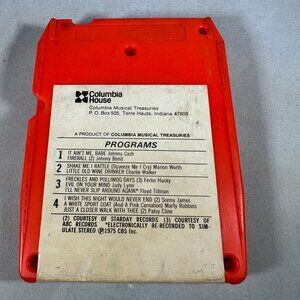 Columbia
House
Columbia Musical Treasuries
P.O. Box 505, Terre Haute, Indiana 47808
A PRODUCT OF COLUMBIA MUSICAL TREASURIES
PROGRAMS
1 IT AIN'T ME, BABE Johnny Cash
FIREBALL (2) Johnny Bond
2 SHAKE ME I RATTLE (Squeeze Me I Cry) Marion Worth
LITTLE OLD WINE DRINKER Charlie Walker
3 FRECKLES AND POLLIWOG DAYS (3) Ferlin Husky
EVIL ON YOUR MIND Judy Lynn
I'LL NEVER SLIP AROUND AGAIN* Floyd Tillman
4 I WISH THIS NIGHT WOULD NEVER END (2) Sonny James
A WHITE SPORT COAT (And A Pink Carnation) Marty Robbins
JUST A CLOSER WALK WITH THEE (2) Patsy Cline
(2) COURTESY OF STARDAY RECORDS (3) COURTESY OF
ABC RECORDS *ELECTRONICALLY RE-RECORDED TO SIM-
ULATE STEREO Ⓟ1975 CBS Inc.